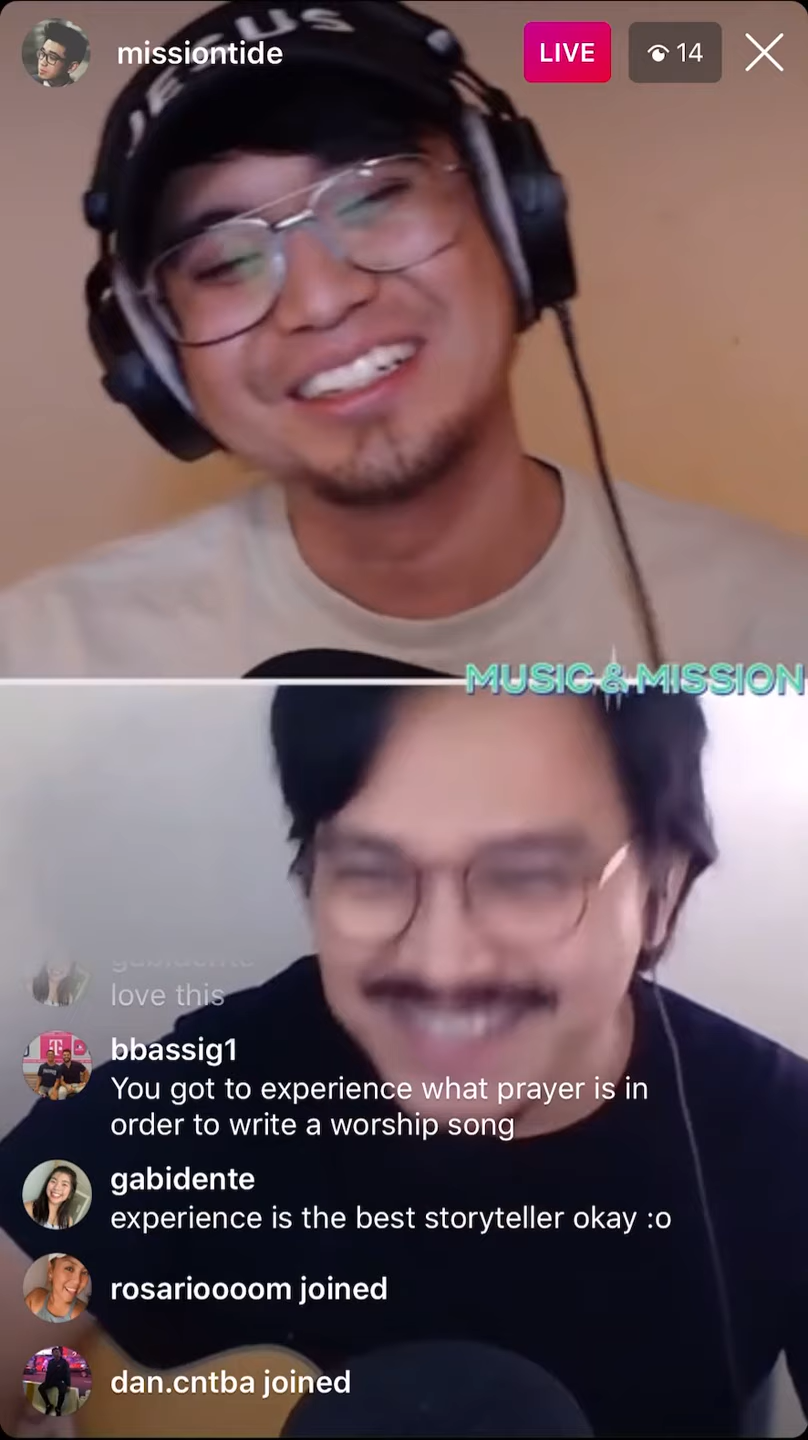 missiontide
LIVE
14
JESUS
MUSIC & MISSION
love this
bbassig1
You got to experience what prayer is in
order to write a worship song
gabidente
experience is the best storyteller okay :o
rosarioooom joined
dan.cntba joined